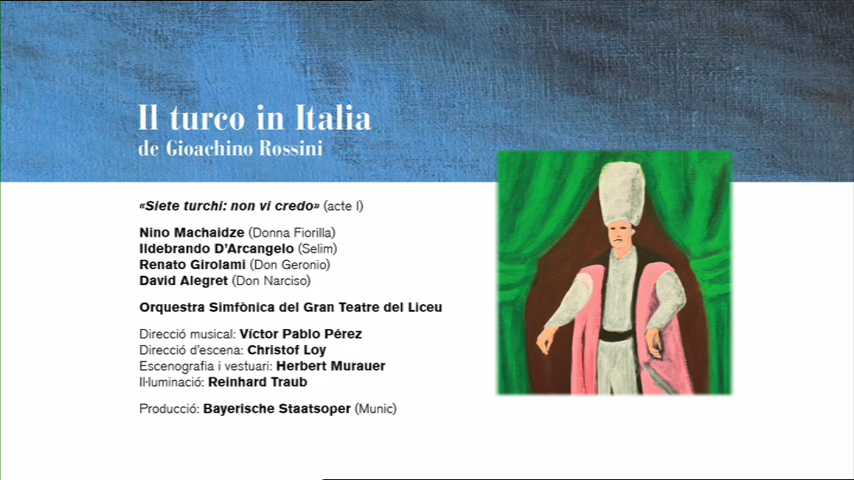 Il turco in Italia
de Gioachino Rossini
«Siete turchi: non vi credo» (acte I)
Nino Machaidze (Donna Fiorilla)
Ildebrando D'Arcangelo (Selim)
Renato Girolami (Don Geronio)
David Alegret (Don Narciso)
Orquestra Simfònica del Gran Teatre del Liceu
Direcció musical: Víctor Pablo Pérez
Direcció d'escena: Christof Loy
Escenografia i vestuari: Herbert Murauer
Il·luminació: Reinhard Traub
Producció: Bayerische Staatsoper (Munic)